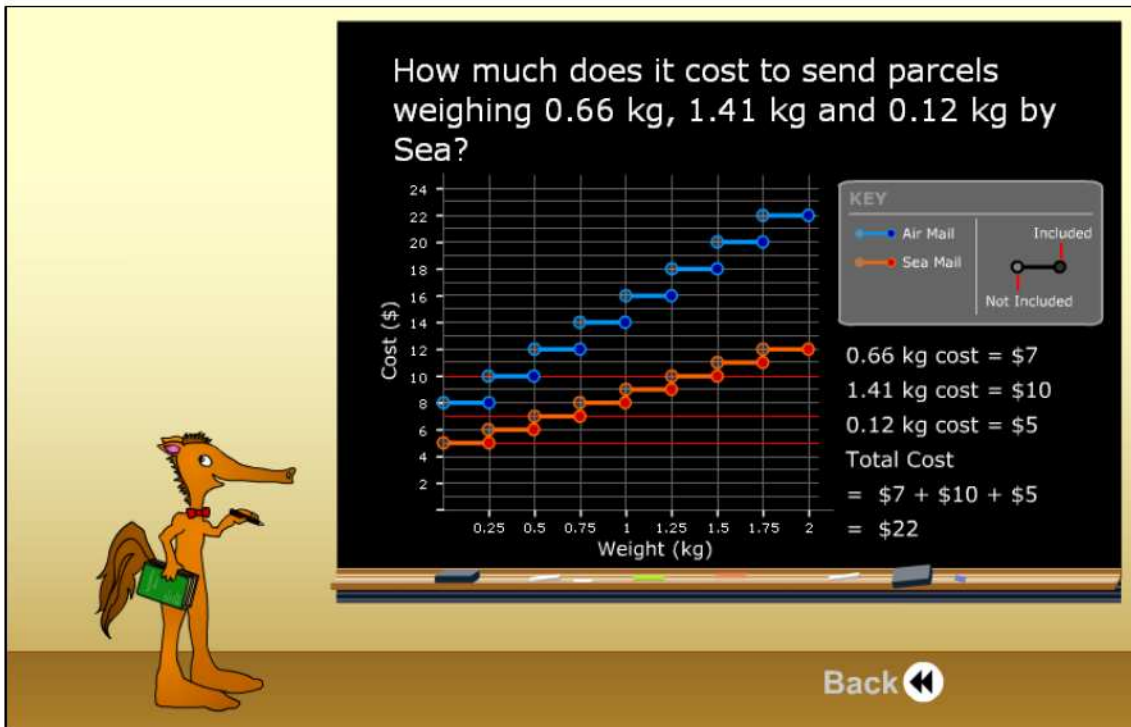 How much does it cost to send parcels
weighing 0.66 kg, 1.41 kg and 0.12 kg by
Sea?
24
22
20
18
16
14
12
10
8
6
4
2
Cost ($)
0.25 0.5 0.75 1 1.25 1.5 1.75 2
Weight (kg)
KEY
Air Mail
Sea Mail
Included
Not Included
0.66 kg cost = $7
1.41 kg cost = $10
0.12 kg cost = $5
Total Cost
= $7 + $10 + $5
= $22
Back